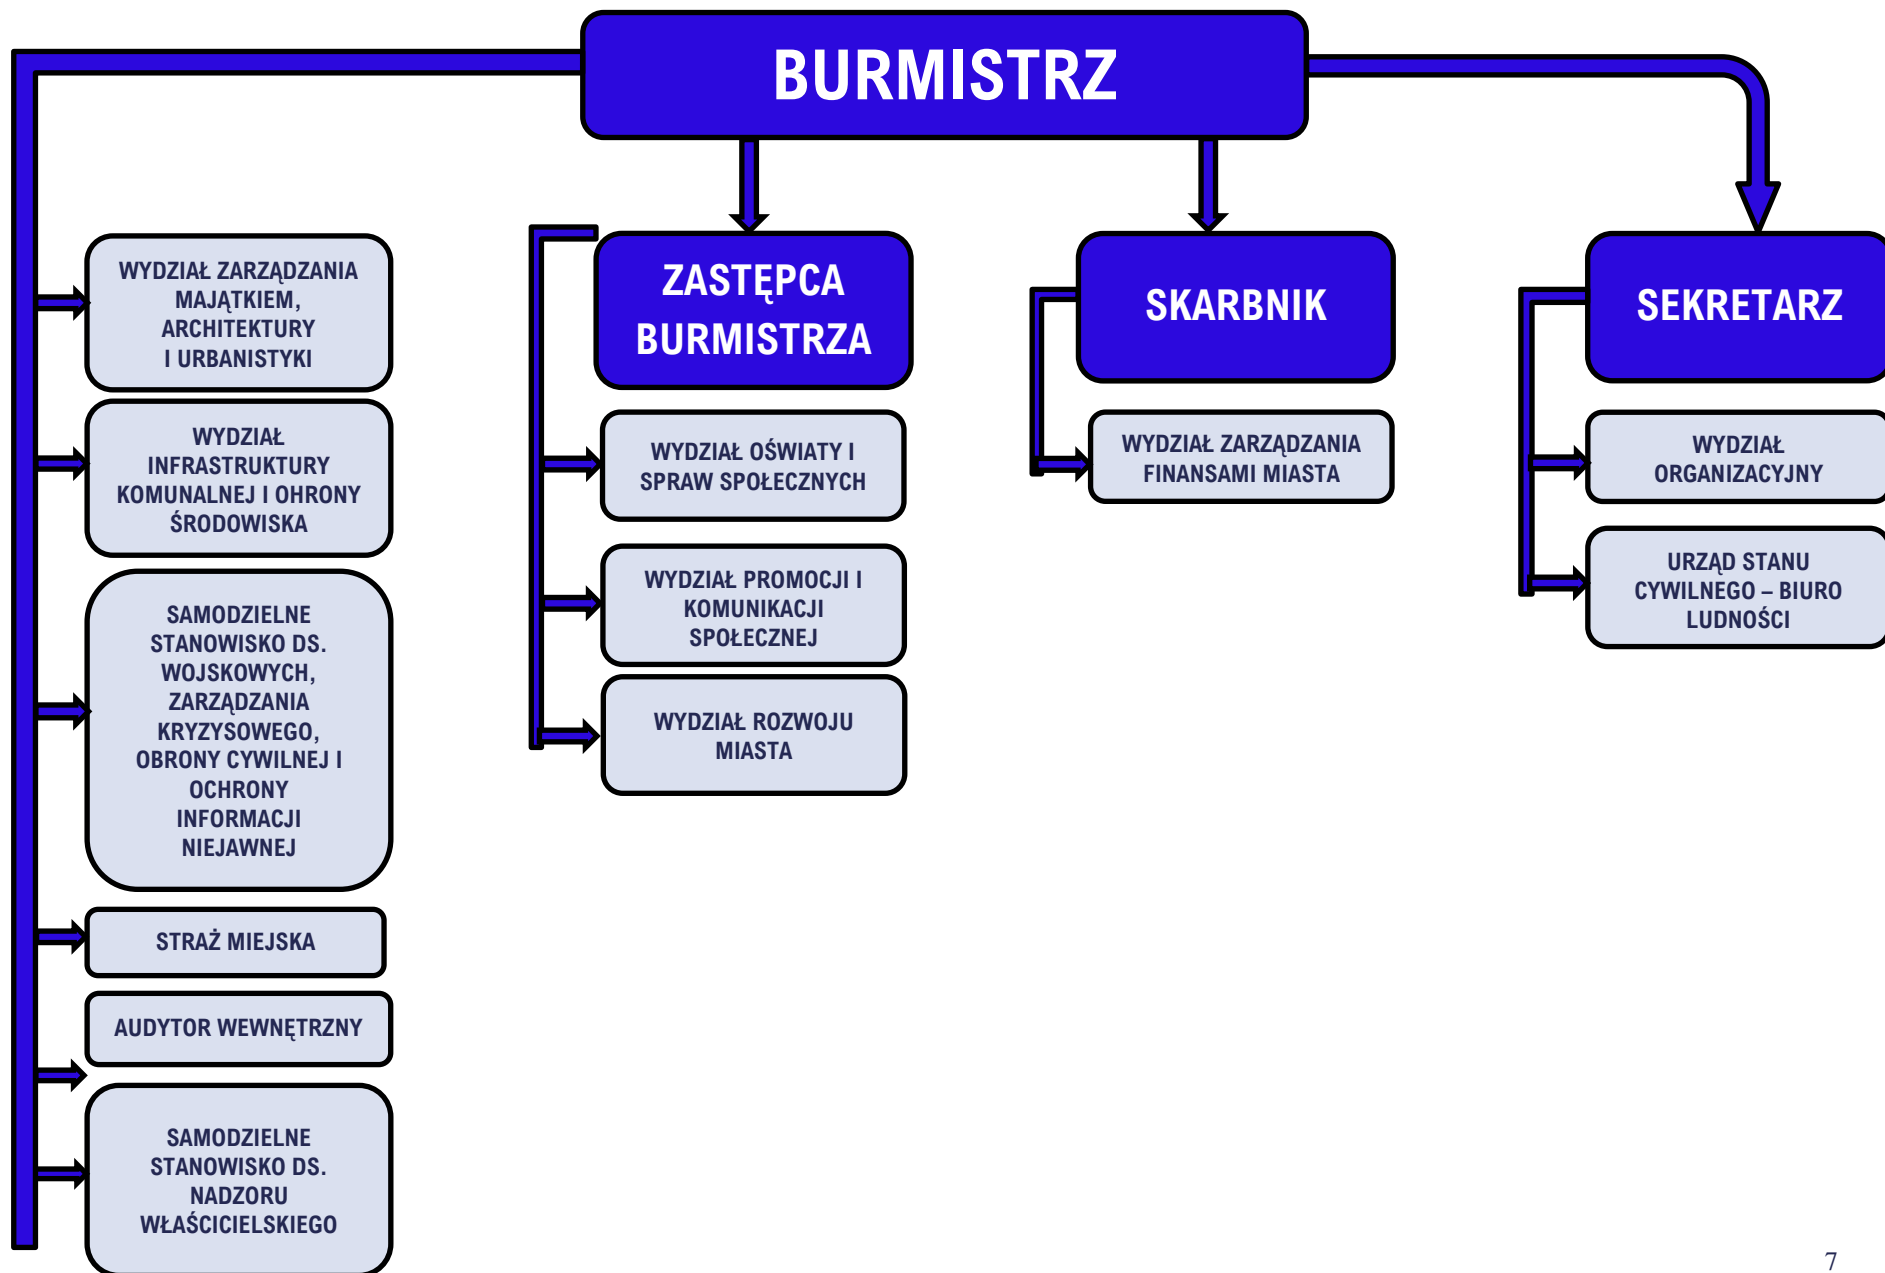 BURMISTRZ
WYDZIAŁ ZARZĄDZANIA
MAJĄTKIEM,
ARCHITEKTURY
I URBANISTYKI
WYDZIAŁ
INFRASTRUKTURY
KOMUNALNEJ I OHRONY
ŚRODOWISKA
SAMODZIELNE
STANOWISKO DS.
WOJSKOWYCH,
ZARZĄDZANIA
KRYZYSOWEGO,
OBRONY CYWILNEJ I
OCHRONY
INFORMACJI
NIEJAWNEJ
STRAŻ MIEJSKA
AUDYTOR WEWNĘTRZNY
SAMODZIELNE
STANOWISKO DS.
NADZORU
WŁAŚCICIELSKIEGO
ZASTĘPCA
BURMISTRZA
WYDZIAŁ OŚWIATY I
SPRAW SPOŁECZNYCH
WYDZIAŁ PROMOCJI I
KOMUNIKACJI
SPOŁECZNEJ
WYDZIAŁ ROZWOJU
MIASTA
SKARBNIK
WYDZIAŁ ZARZĄDZANIA
FINANSAMI MIASTA
SEKRETARZ
WYDZIAŁ
ORGANIZACYJNY
URZĄD STANU
CYWILNEGO – BIURO
LUDNOŚCI
7